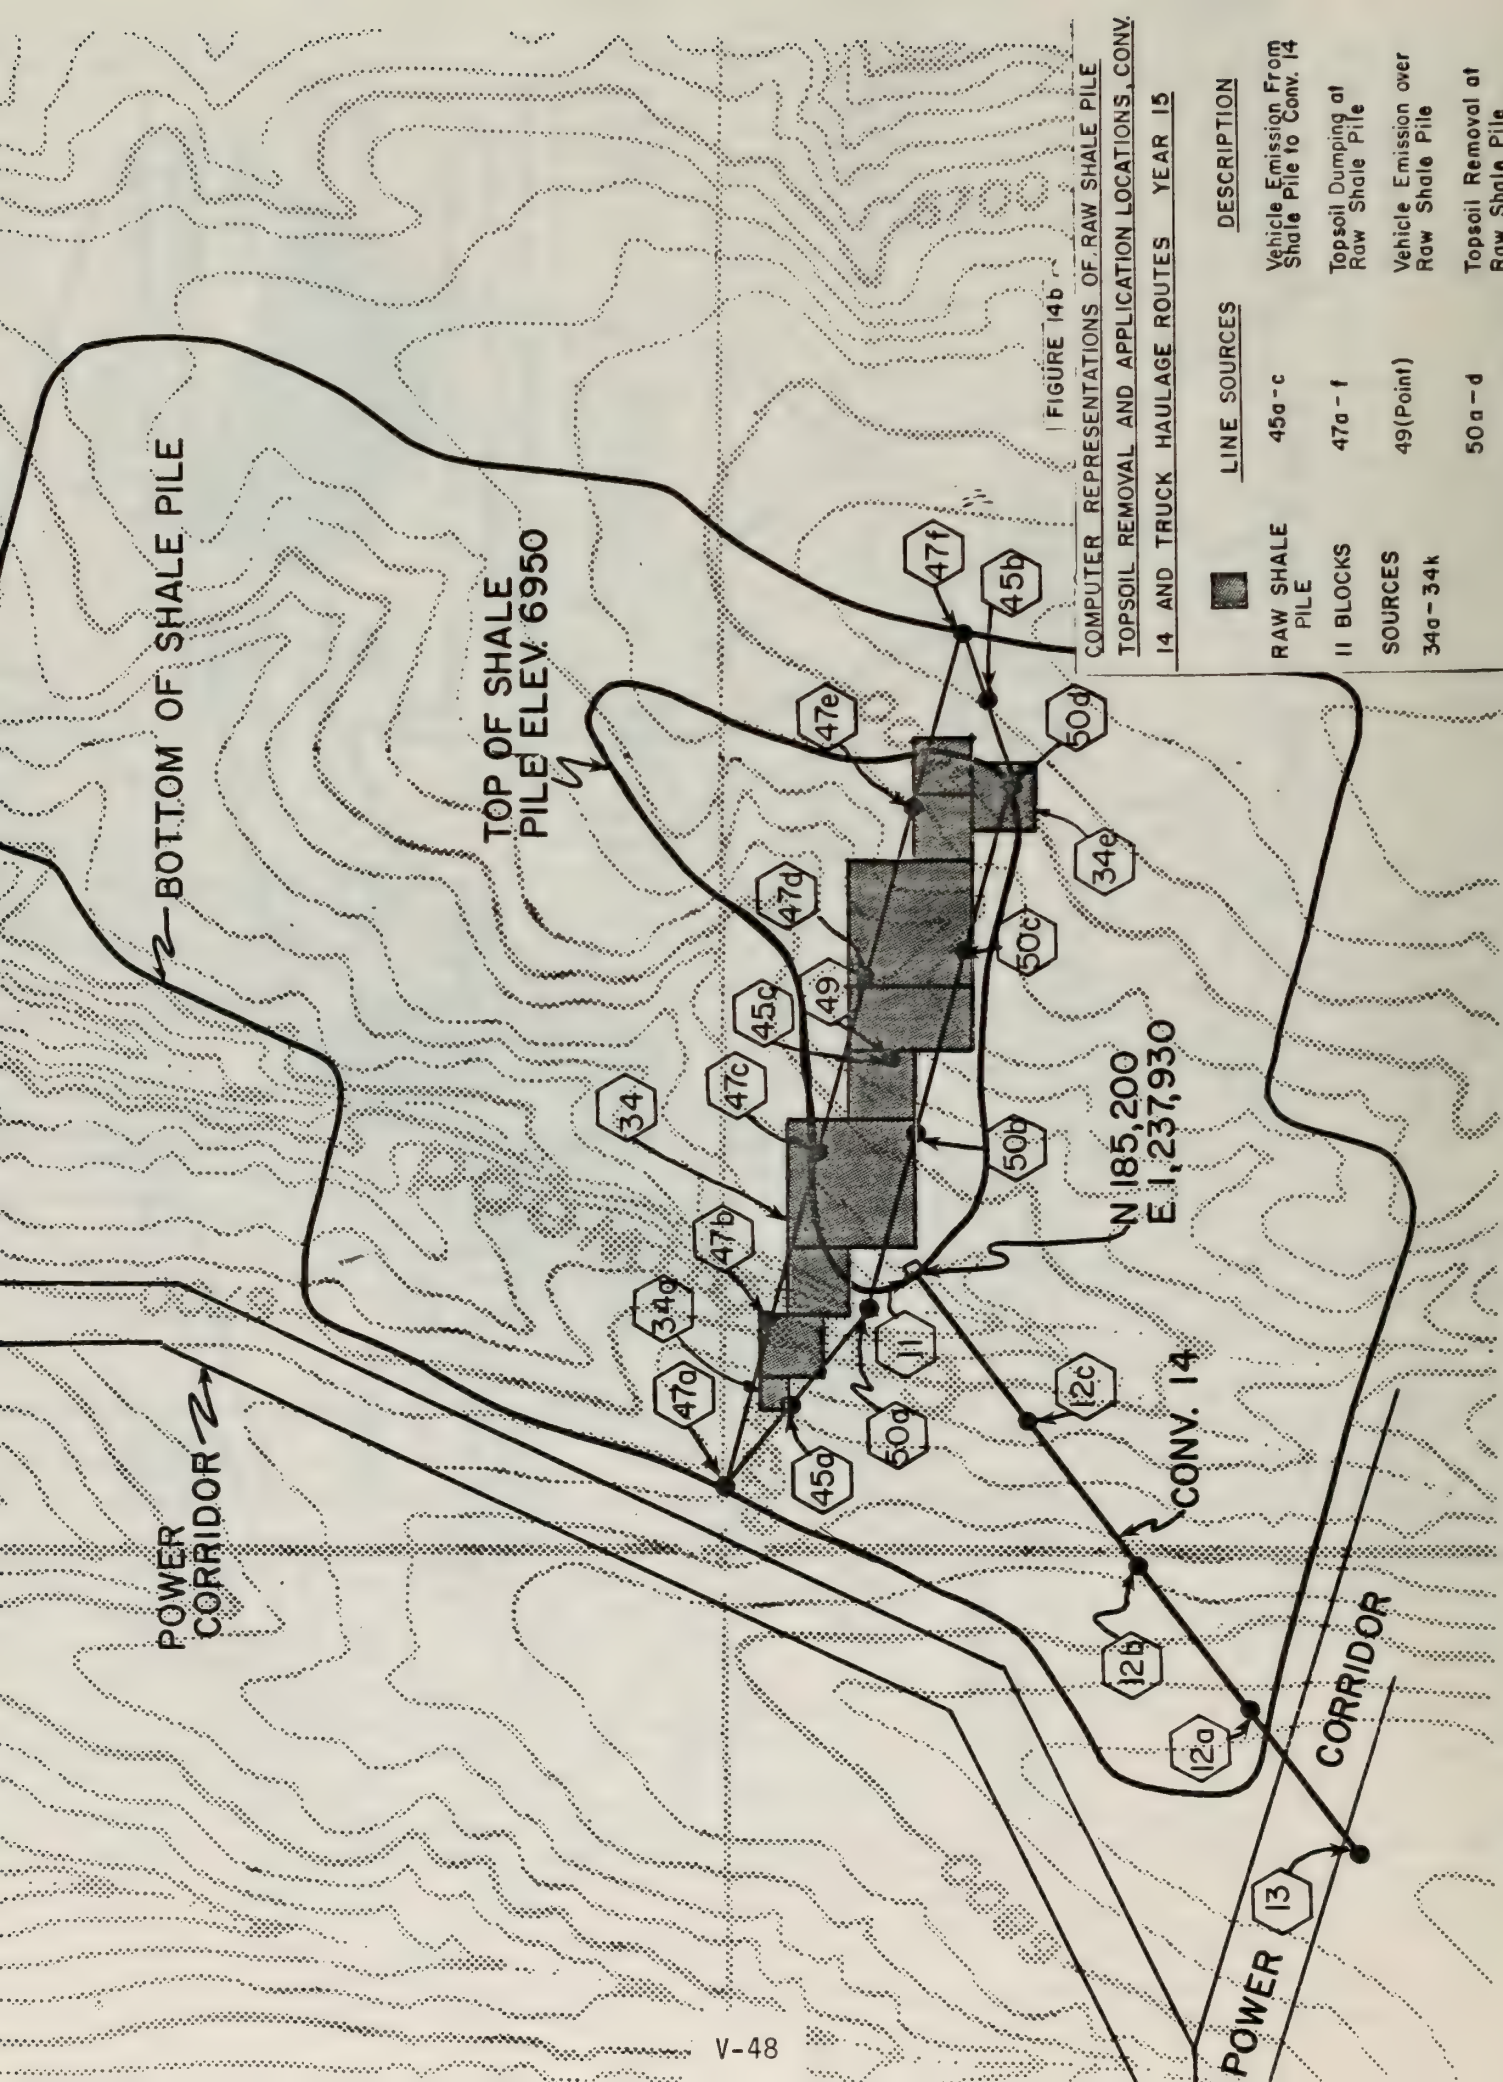 BOTTOM OF SHALE PILE
TOP OF SHALE
PILE ELEV. 6950
POWER
CORRIDOR
47f
45b
47e
50d
34e
47d
50c
49
45c
47c
34
50b
47b
34a
47a
11
50a
45a
12c
12b
12a
13
N 185,200
E 1,237,930
CONV. 14
POWER
CORRIDOR
6700
FIGURE 14b
COMPUTER REPRESENTATIONS OF RAW SHALE PILE
TOPSOIL REMOVAL AND APPLICATION LOCATIONS, CONV.
14 AND TRUCK HAULAGE ROUTES YEAR 15
LINE SOURCES DESCRIPTION
RAW SHALE
PILE
11 BLOCKS
SOURCES
34a-34k
45a-c Vehicle Emission From
Shale Pile to Conv. 14
47a-f Topsoil Dumping at
Raw Shale Pile
49(Point) Vehicle Emission over
Raw Shale Pile
50a-d Topsoil Removal at
Raw Shale Pile
V-48